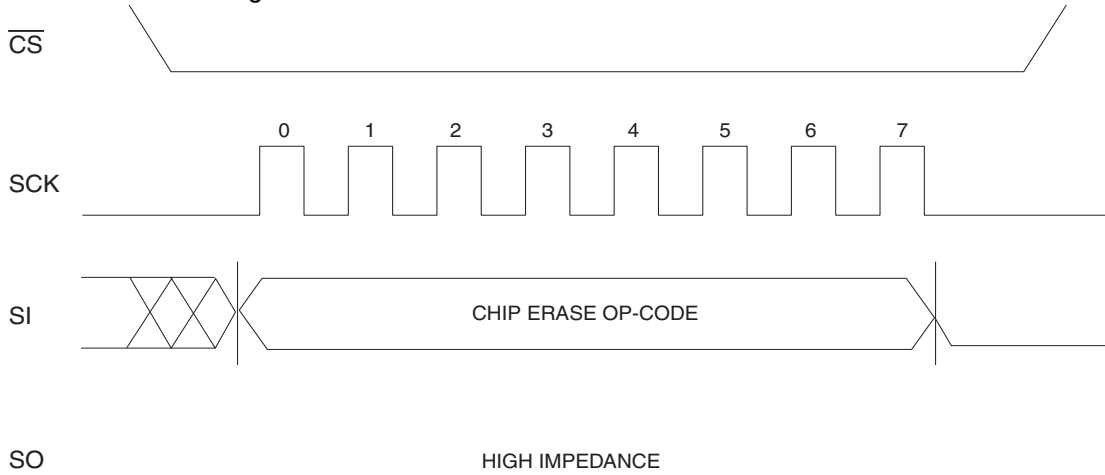 CS
0 1 2 3 4 5 6 7
SCK
SI
CHIP ERASE OP-CODE
SO
HIGH IMPEDANCE